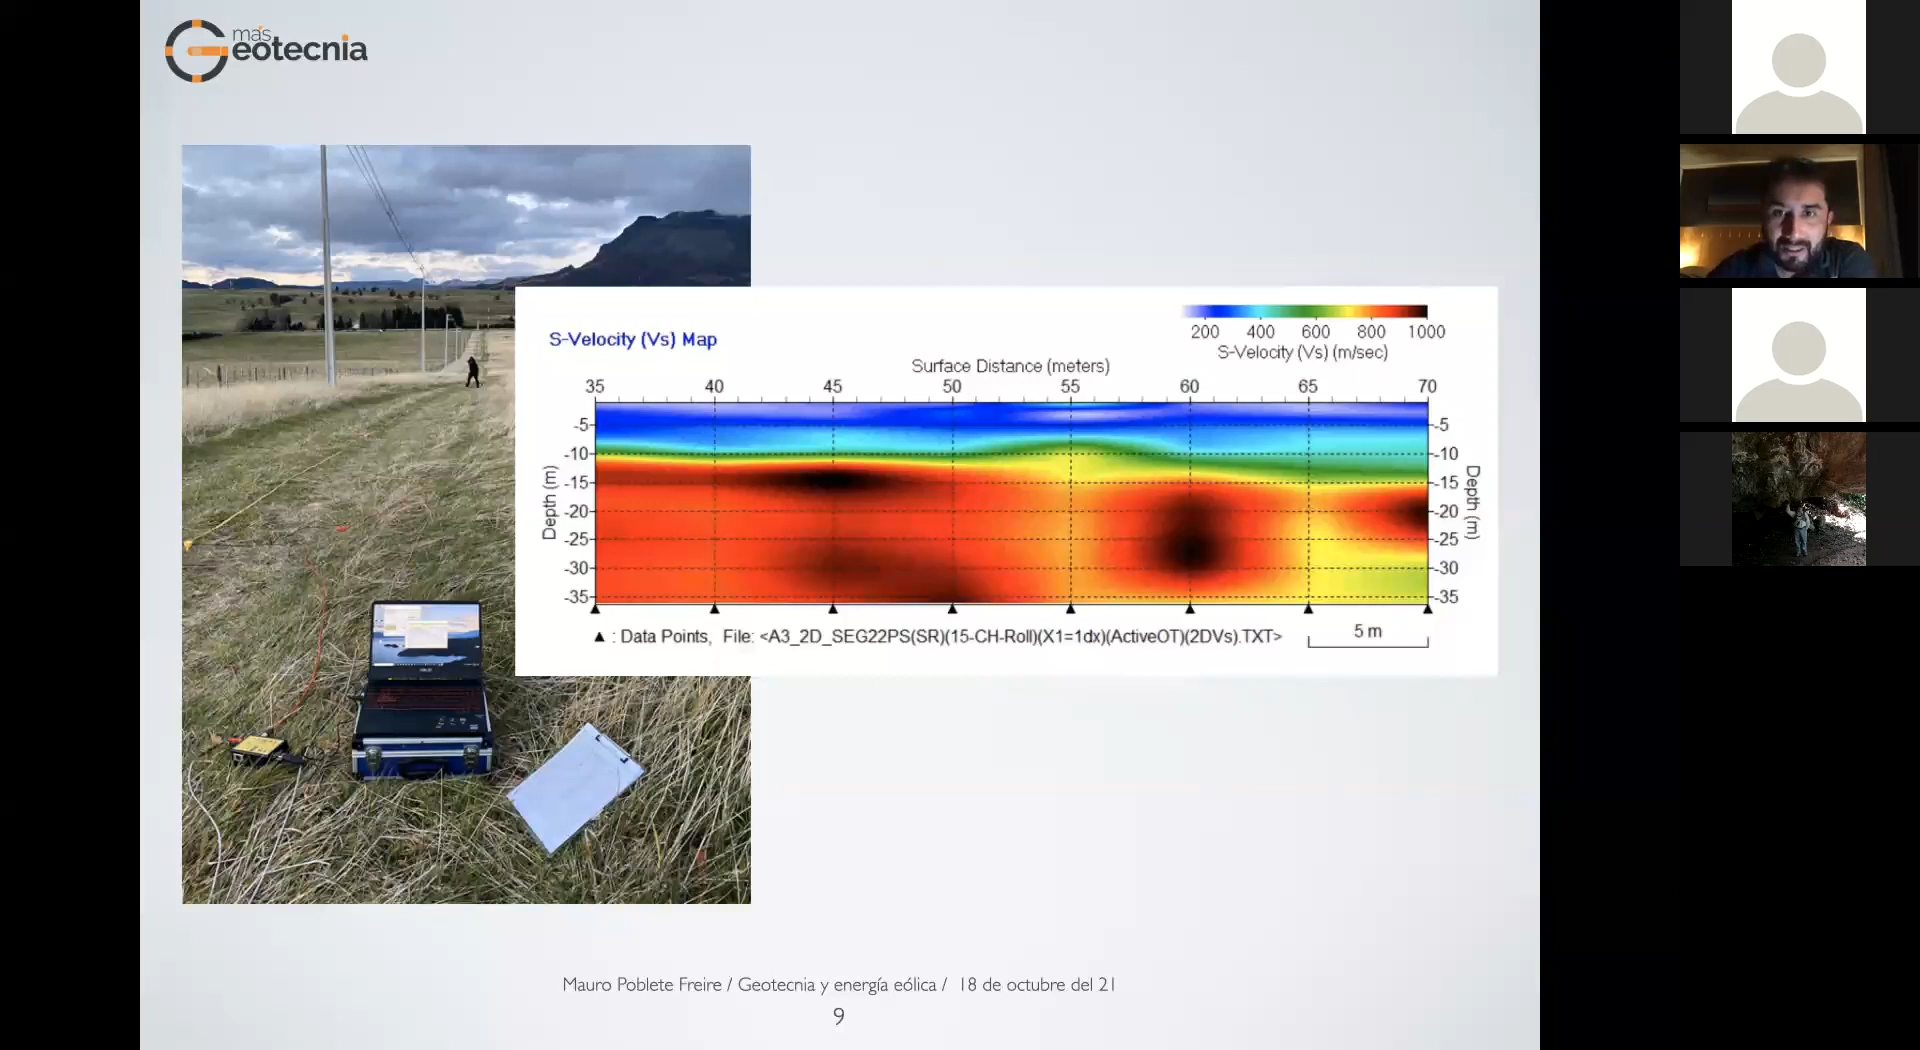 más
Geotecnia
S-Velocity (Vs) Map
200 400 600 800 1000
S-Velocity (Vs) (m/sec)
Surface Distance (meters)
35 40 45 50 55 60 65 70
Depth (m)
-5 -5
-10 -10
-15 -15
-20 -20
-25 -25
-30 -30
-35 -35
Depth (m)
▲ : Data Points, File: <A3_2D_SEG22PS(SR)(15-CH-Roll)(X1=1dx)(ActiveOT)(2DVs).TXT>
5 m
Mauro Poblete Freire / Geotecnia y energía eólica / 18 de octubre del 21
9